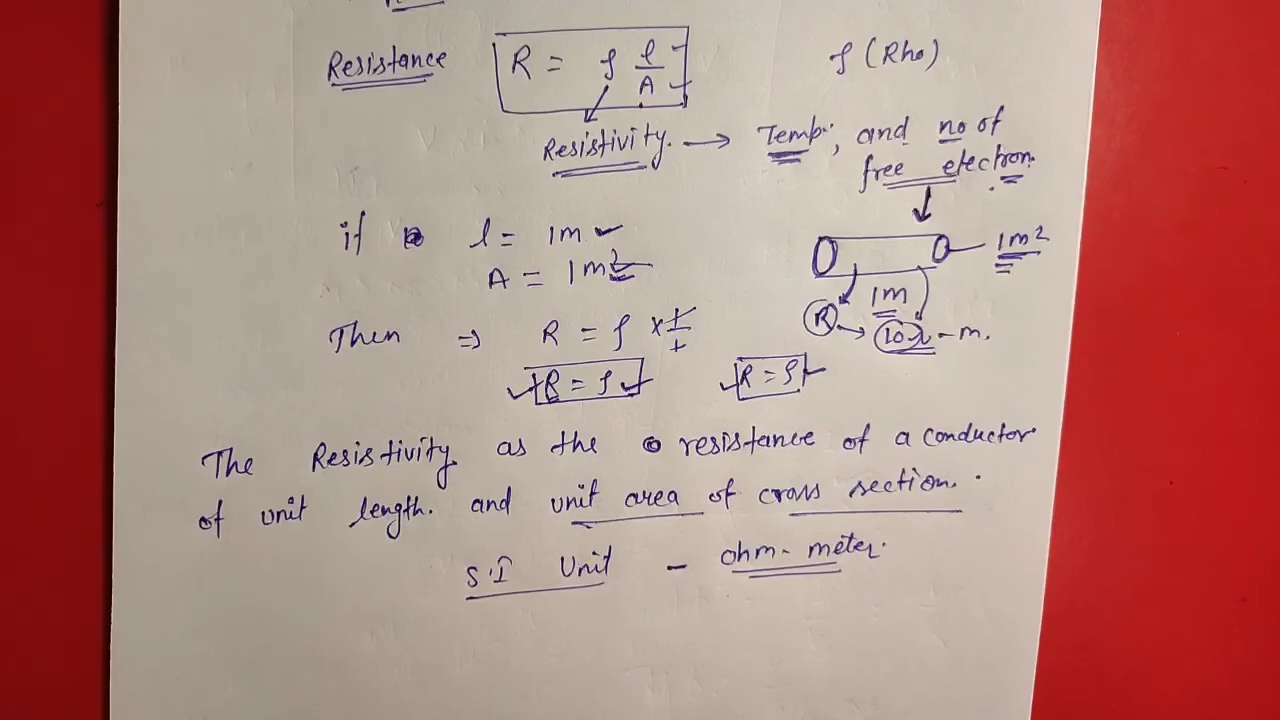 Resistance R = ρ l/A ρ (Rho)
Resistivity. → Temp; and no of
free electron.
if l = 1m
A = 1m²
1m²
1m
R → 10Ω - m.
Then ⇒ R = ρ × 1/1
R = ρ R = ρ
The Resistivity as the resistance of a conductor
of unit length. and unit area of cross section.
S.I Unit - ohm-meter.